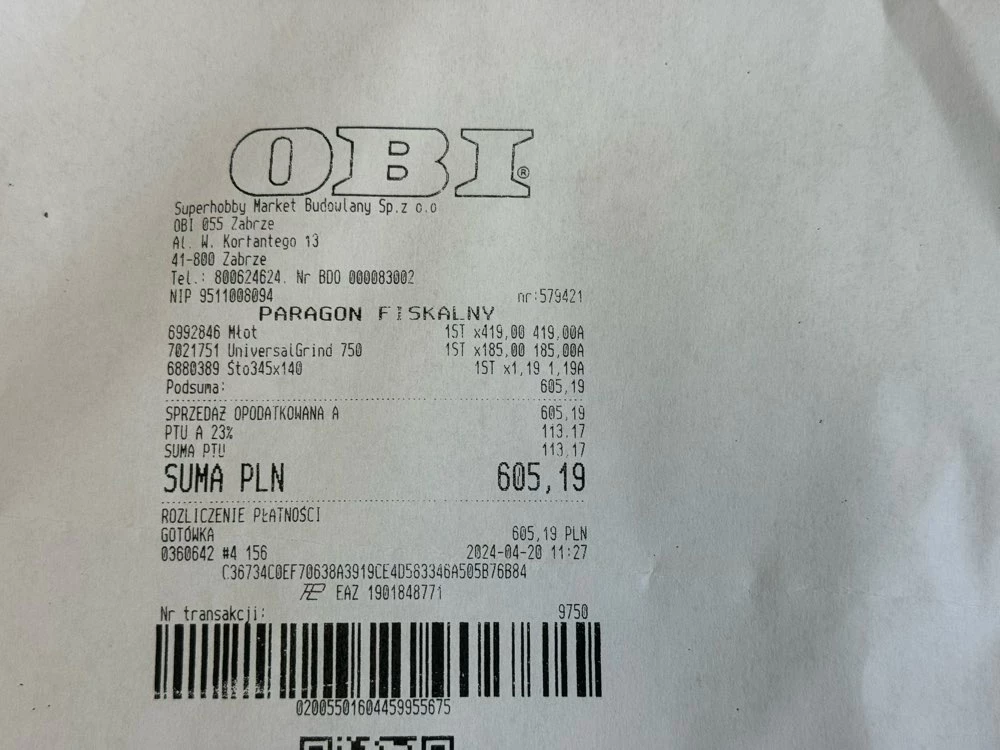 OBI®
Superhobby Market Budowlany Sp.z o.o
OBI 055 Zabrze
Al. W. Korfantego 13
41-800 Zabrze
Tel.: 800624624. Nr BDO 000083002
NIP 9511008094 nr:579421
PARAGON FISKALNY
6992846 Młot 1ST x419,00 419,00A
7021751 UniversalGrind 750 1ST x185,00 185,00A
6880389 Sto345x140 1ST x1,19 1,19A
Podsuma: 605,19
SPRZEDAŻ OPODATKOWANA A 605,19
PTU A 23% 113,17
SUMA PTU 113,17
SUMA PLN 605,19
ROZLICZENIE PŁATNOŚCI
GOTÓWKA 605,19 PLN
0360642 #4 156 2024-04-20 11:27
C36734C0EF70638A3919CE4D583346A505B76B84
EAZ 1901848771
Nr transakcji: 9750
02005501604459955675